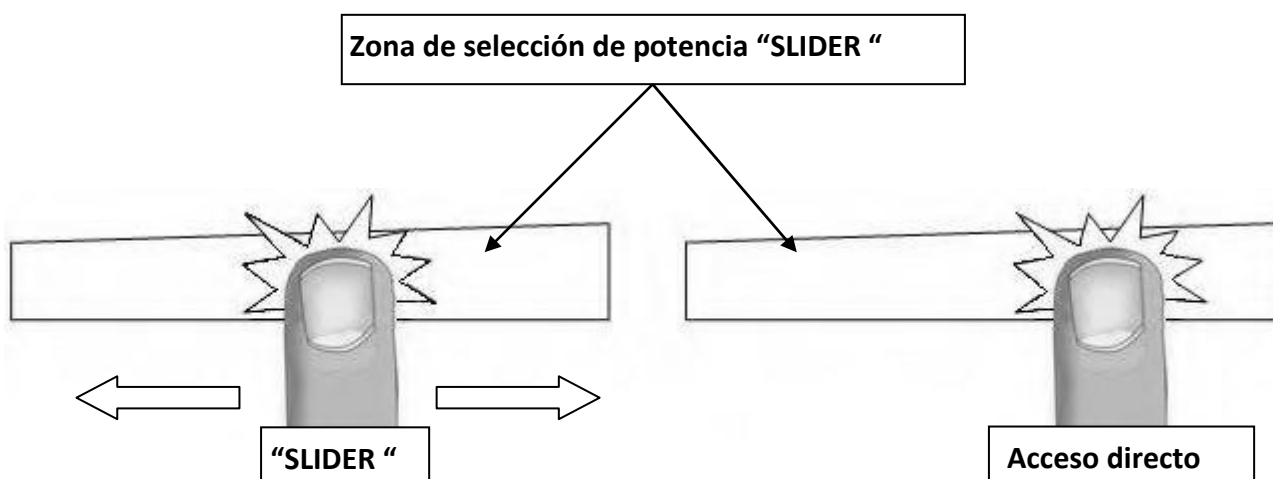 Zona de selección de potencia “SLIDER “
“SLIDER “
Acceso directo